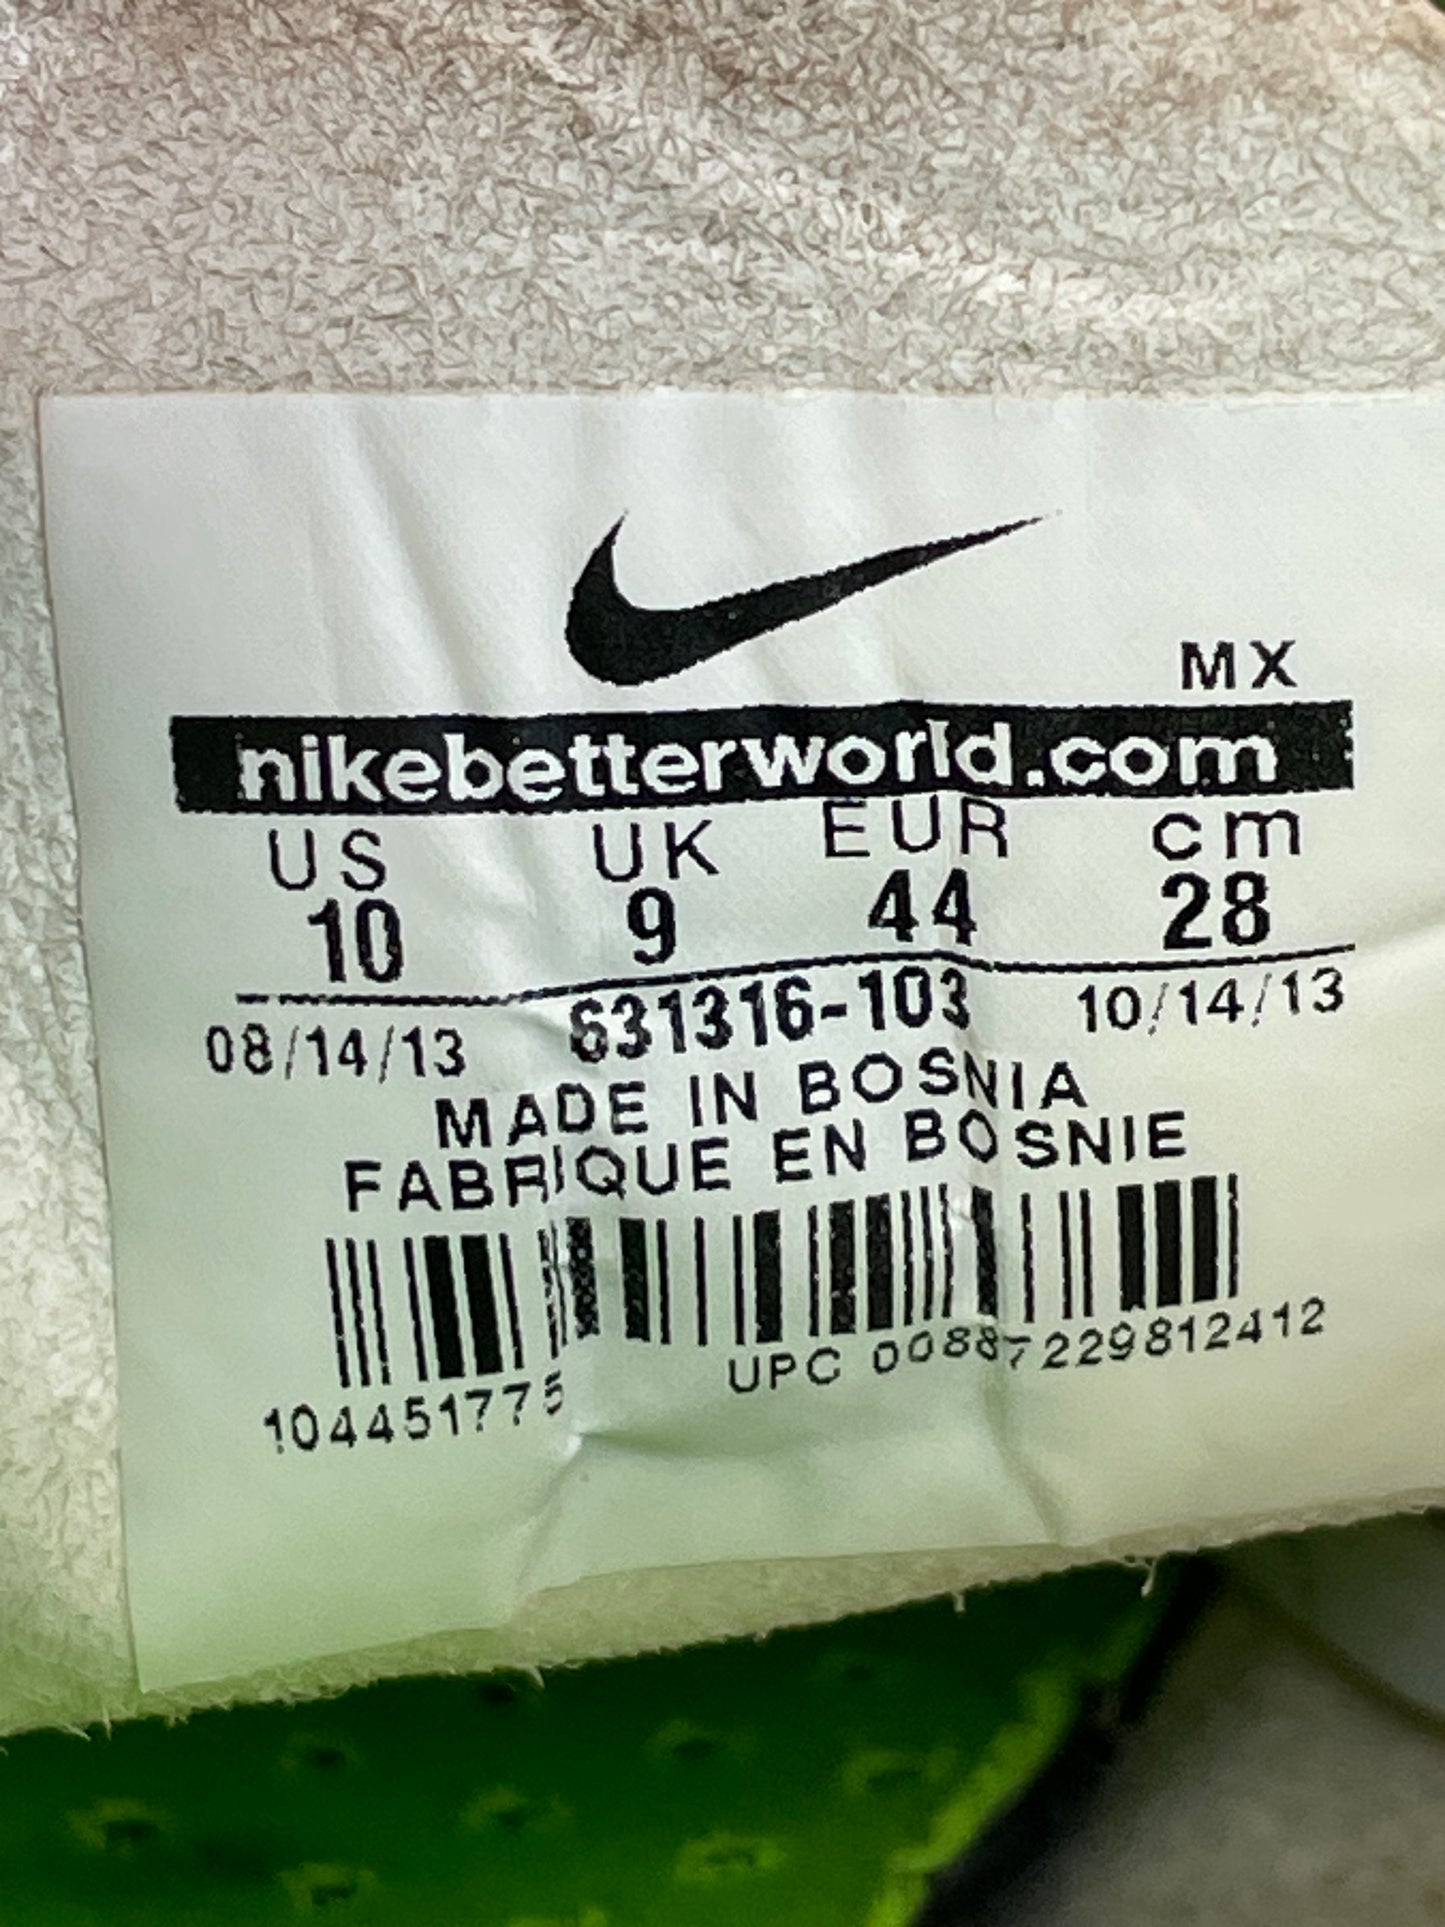 MX
nikebetterworld.com
US UK EUR cm
10 9 44 28
08/14/13 631316-103 10/14/13
MADE IN BOSNIA
FABRIQUE EN BOSNIE
104451775 UPC 00887229812412